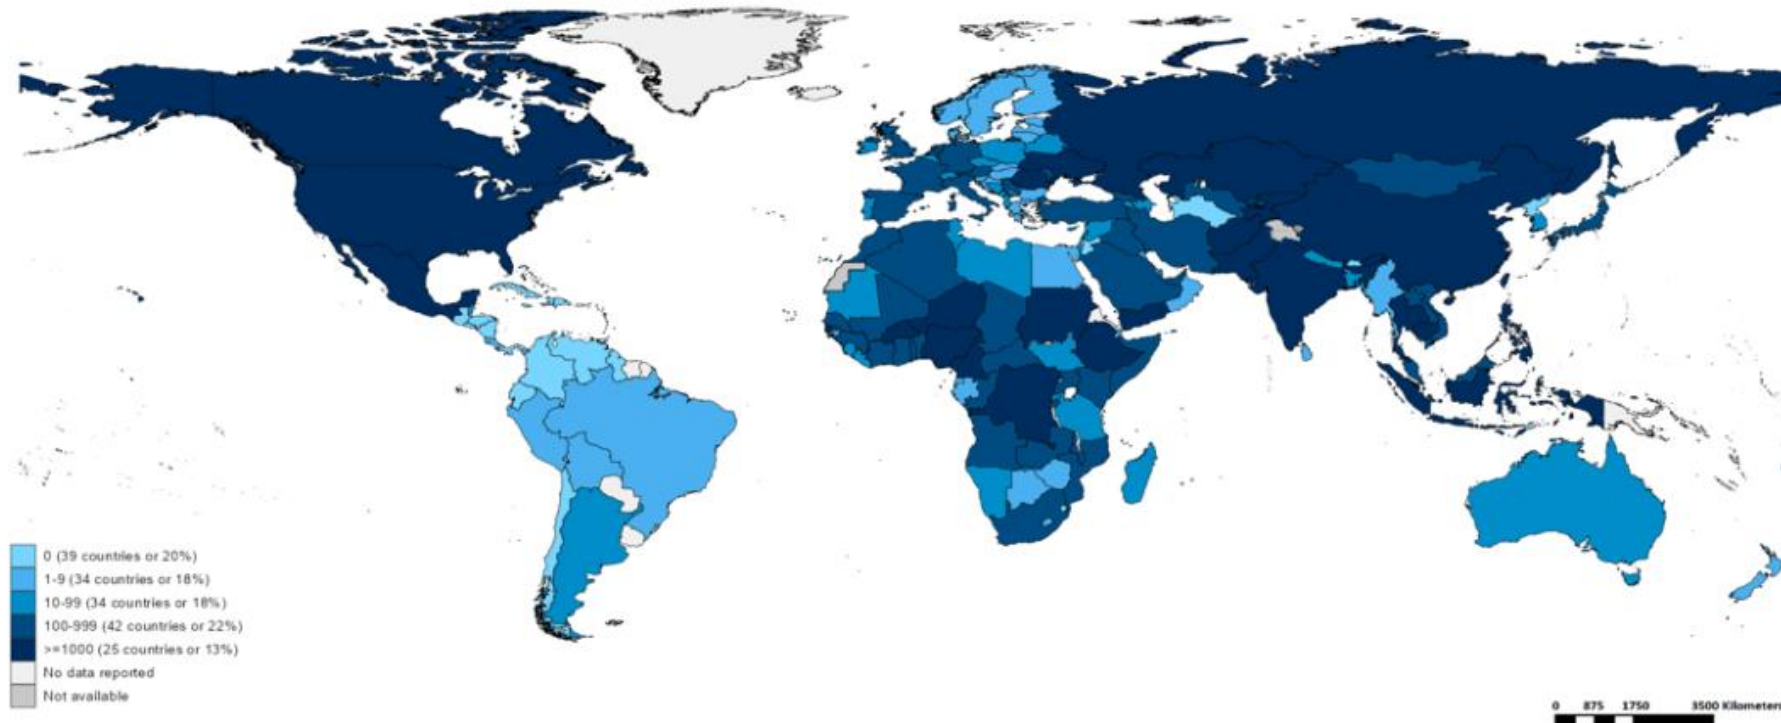 0 (39 countries or 20%)
1-9 (34 countries or 18%)
10-99 (34 countries or 18%)
100-999 (42 countries or 22%)
>=1000 (25 countries or 13%)
No data reported
Not available
0 875 1750 3500 Kilometers